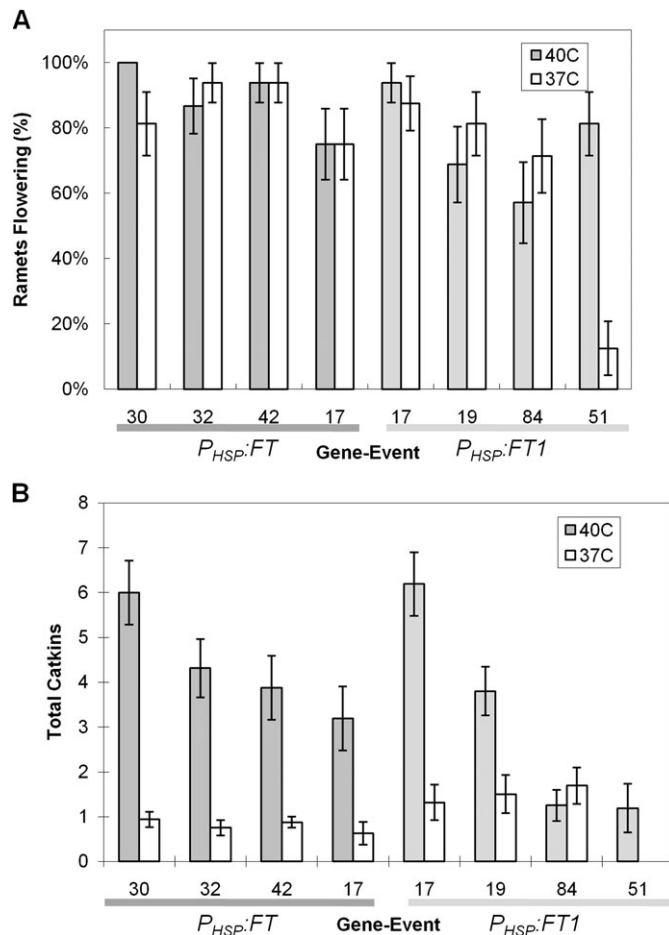 A
Ramets Flowering (%)
100%
80%
60%
40%
20%
0%
40C
37C
30 32 42 17 17 19 84 51
P_HSP:FT Gene-Event P_HSP:FT1
B
Total Catkins
8
7
6
5
4
3
2
1
0
40C
37C
30 32 42 17 17 19 84 51
P_HSP:FT Gene-Event P_HSP:FT1